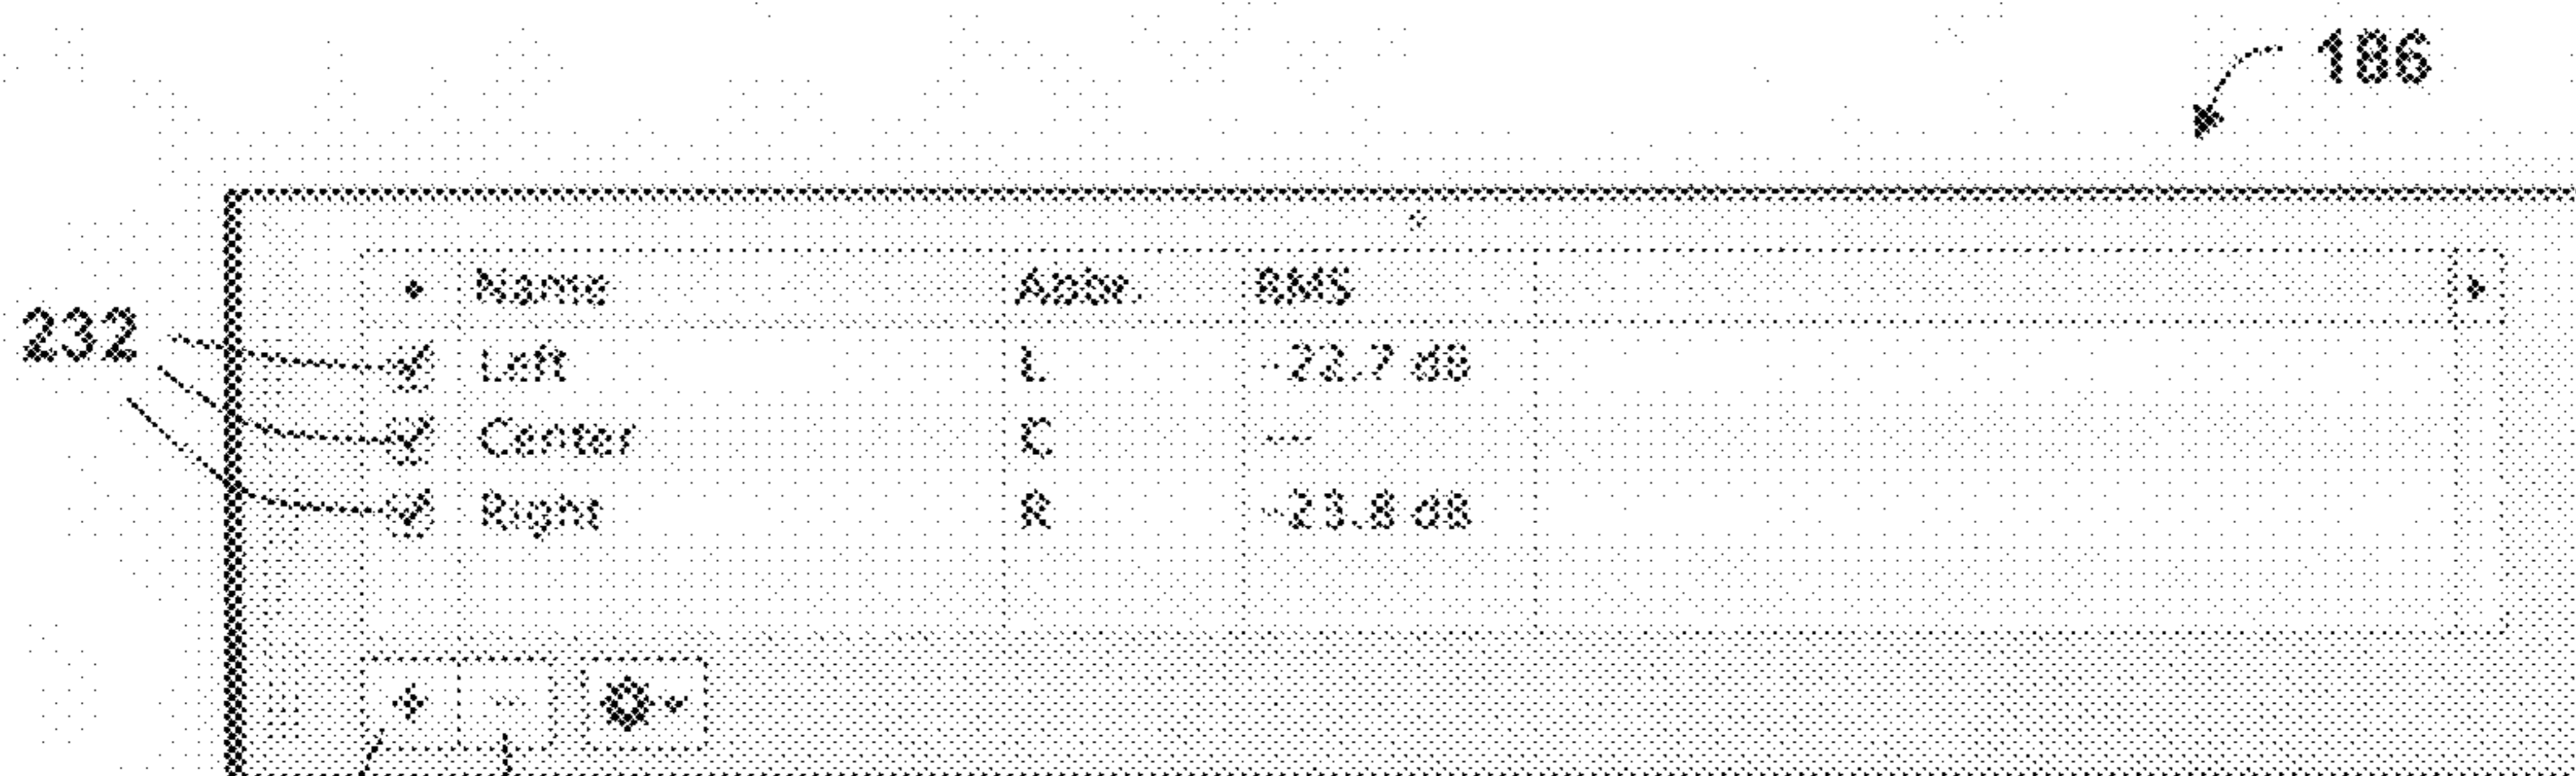 186
Name Abbr. RMS
232
Left L -22.7 dB
Center C ---
Right R -23.8 dB
+ -